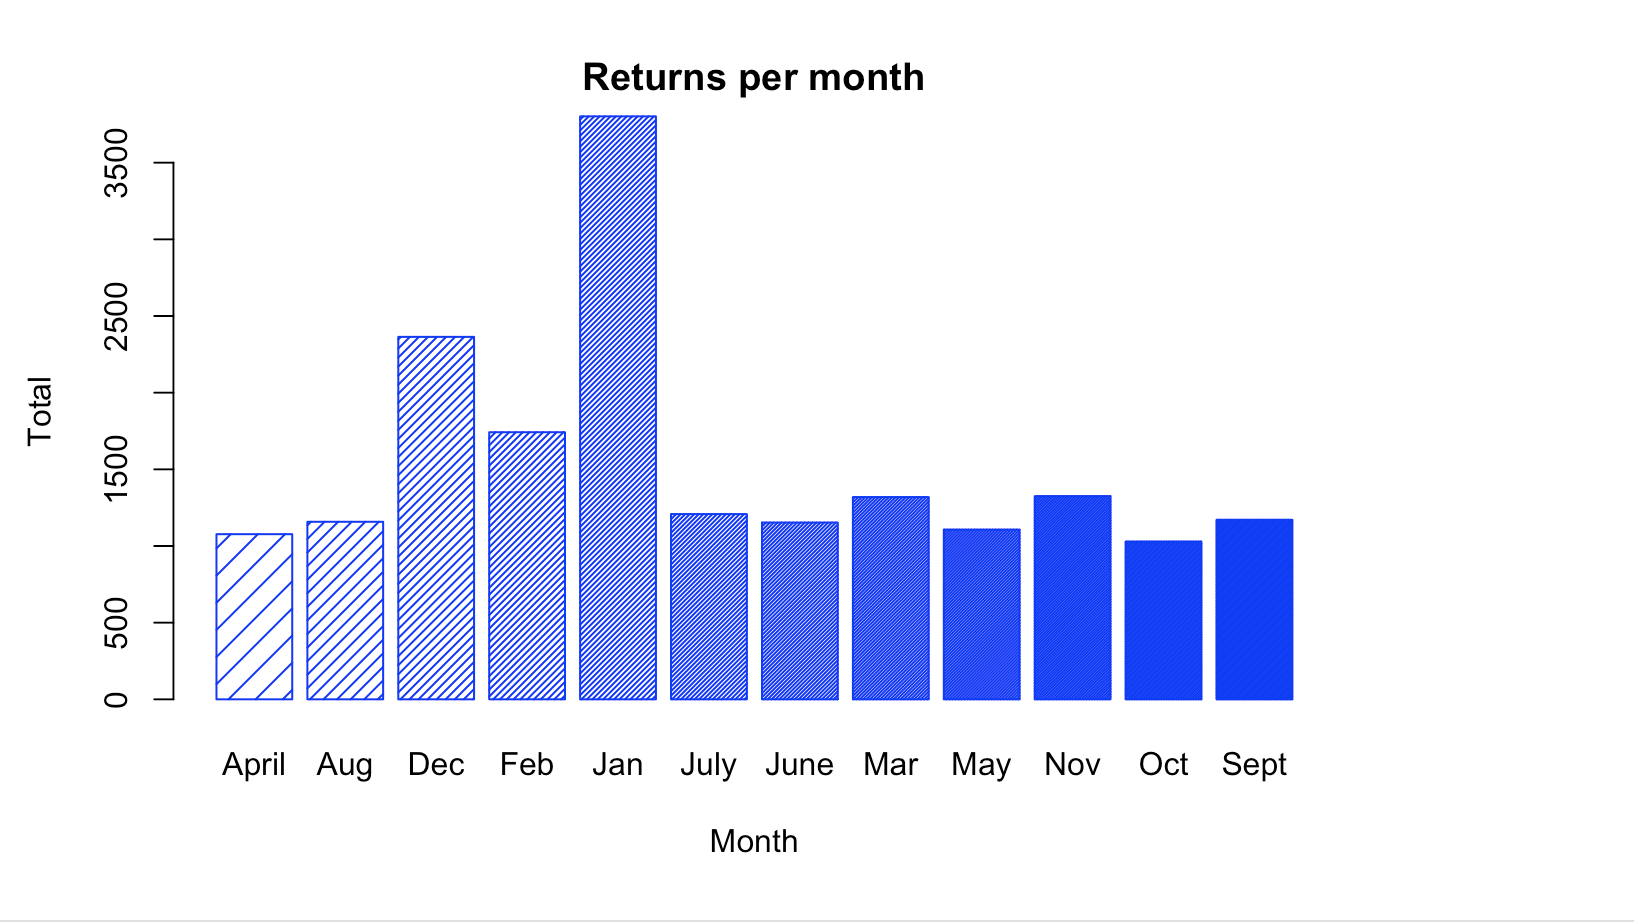 Returns per month
Total
3500
2500
1500
500
0
April Aug Dec Feb Jan July June Mar May Nov Oct Sept
Month